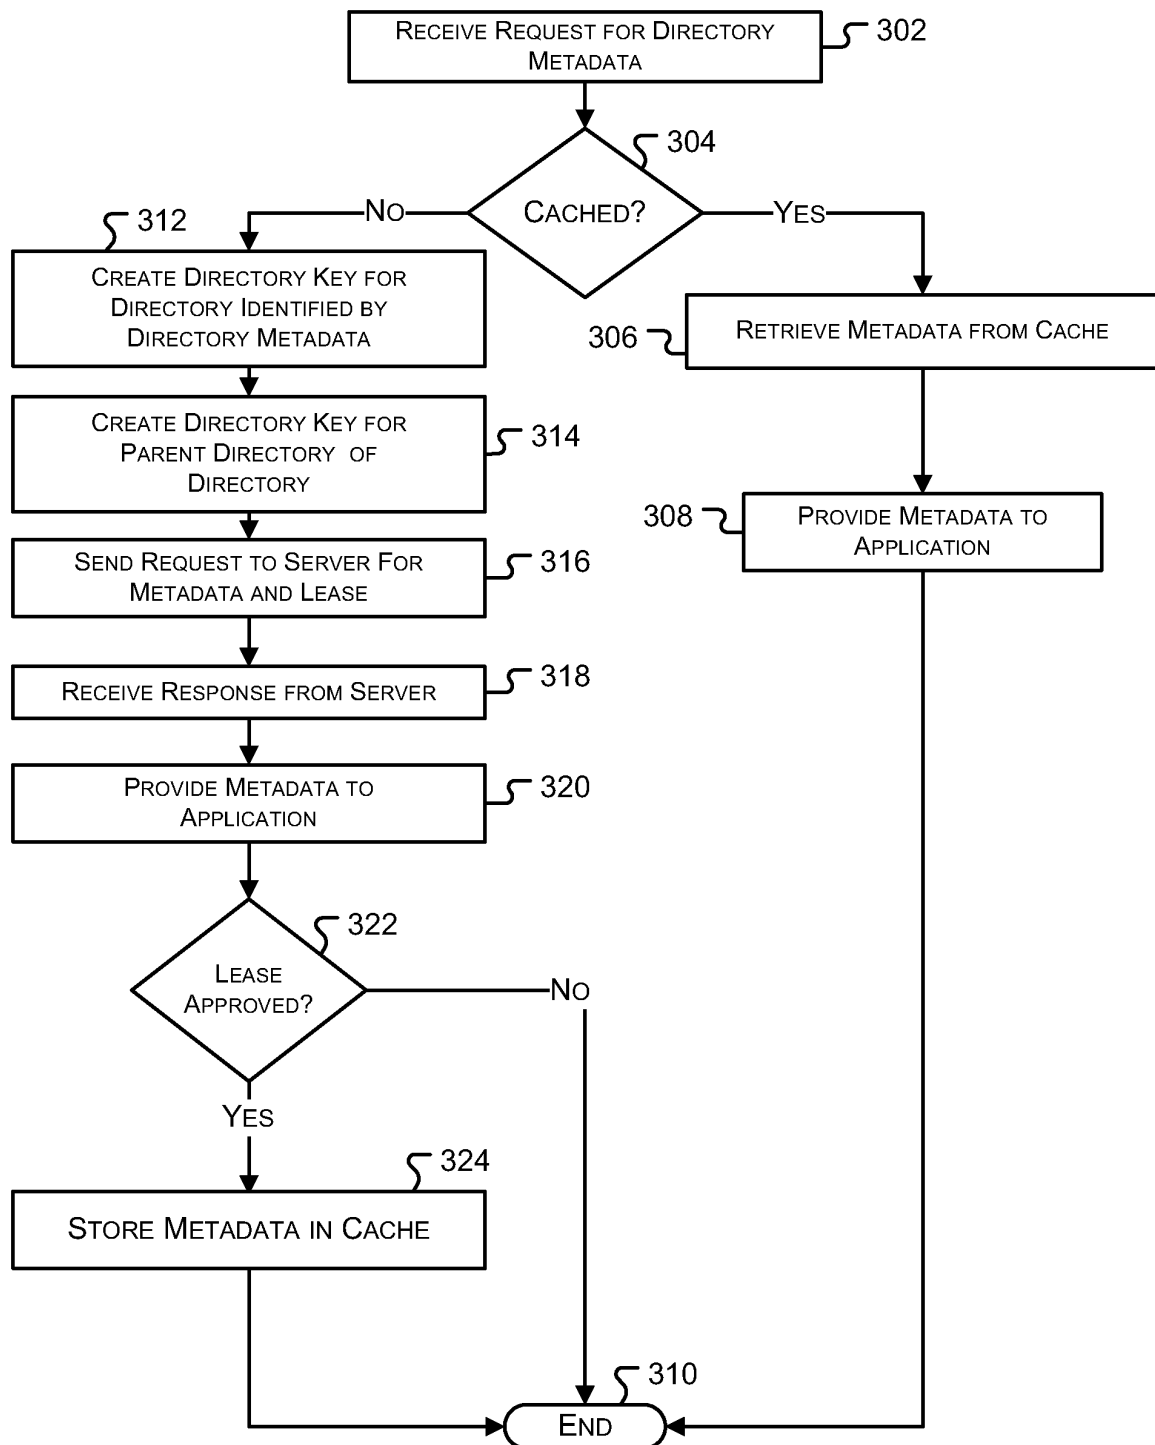 RECEIVE REQUEST FOR DIRECTORY
METADATA
302
304
CACHED?
NO
YES
312
CREATE DIRECTORY KEY FOR
DIRECTORY IDENTIFIED BY
DIRECTORY METADATA
306
RETRIEVE METADATA FROM CACHE
CREATE DIRECTORY KEY FOR
PARENT DIRECTORY OF
DIRECTORY
314
308
PROVIDE METADATA TO
APPLICATION
SEND REQUEST TO SERVER FOR
METADATA AND LEASE
316
RECEIVE RESPONSE FROM SERVER
318
PROVIDE METADATA TO
APPLICATION
320
322
LEASE
APPROVED?
NO
YES
324
STORE METADATA IN CACHE
310
END